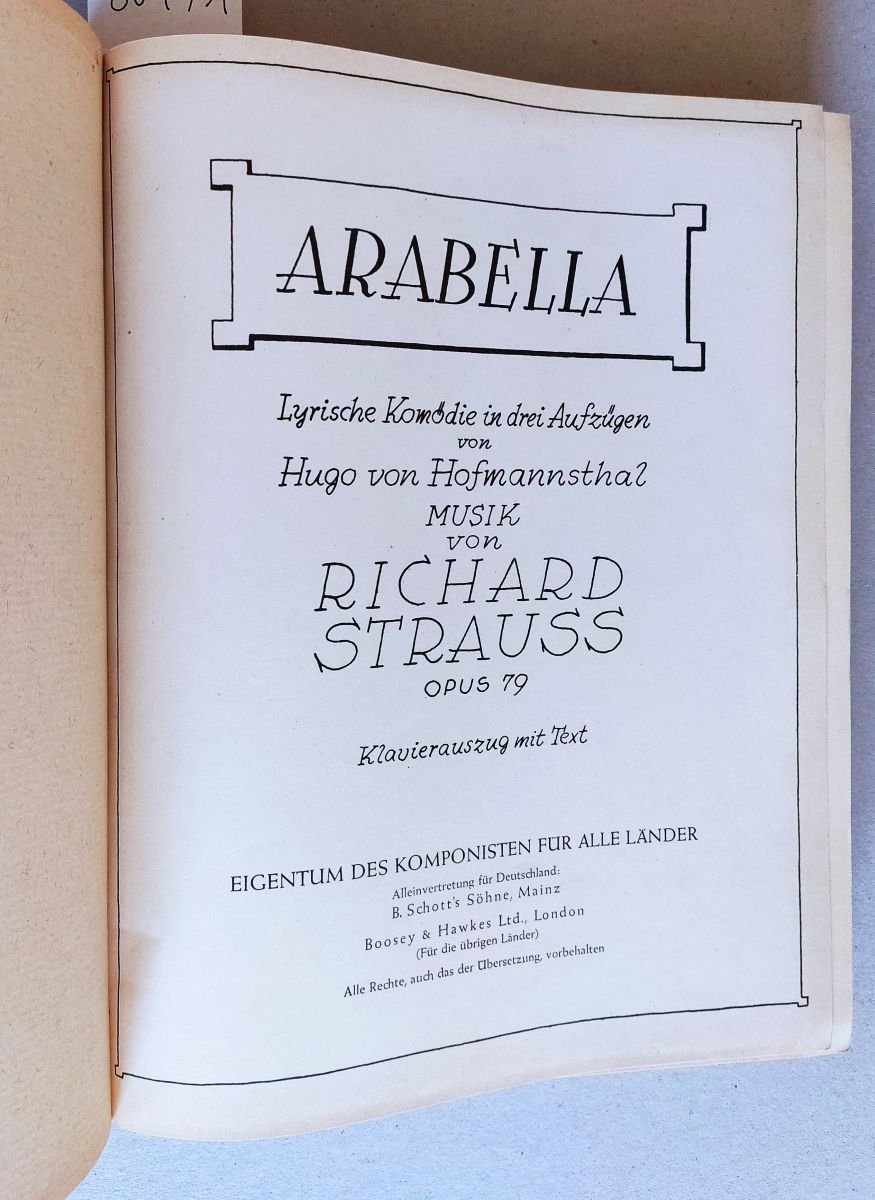 ARABELLA
Lyrische Komödie in drei Aufzügen
von
Hugo von Hofmannsthal
MUSIK
von
RICHARD
STRAUSS
OPUS 79
Klavierauszug mit Text
EIGENTUM DES KOMPONISTEN FÜR ALLE LÄNDER
Alleinvertretung für Deutschland:
B. Schott's Söhne, Mainz
Boosey & Hawkes Ltd., London
(Für die übrigen Länder)
Alle Rechte, auch das der Übersetzung, vorbehalten